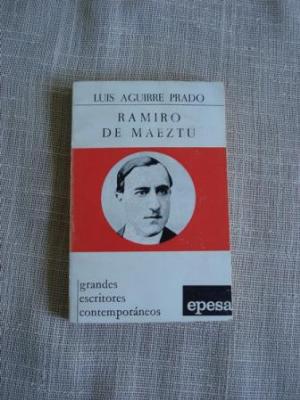 LUIS AGUIRRE PRADO
RAMIRO
DE MAEZTU
grandes
escritores
contemporáneos
epesa